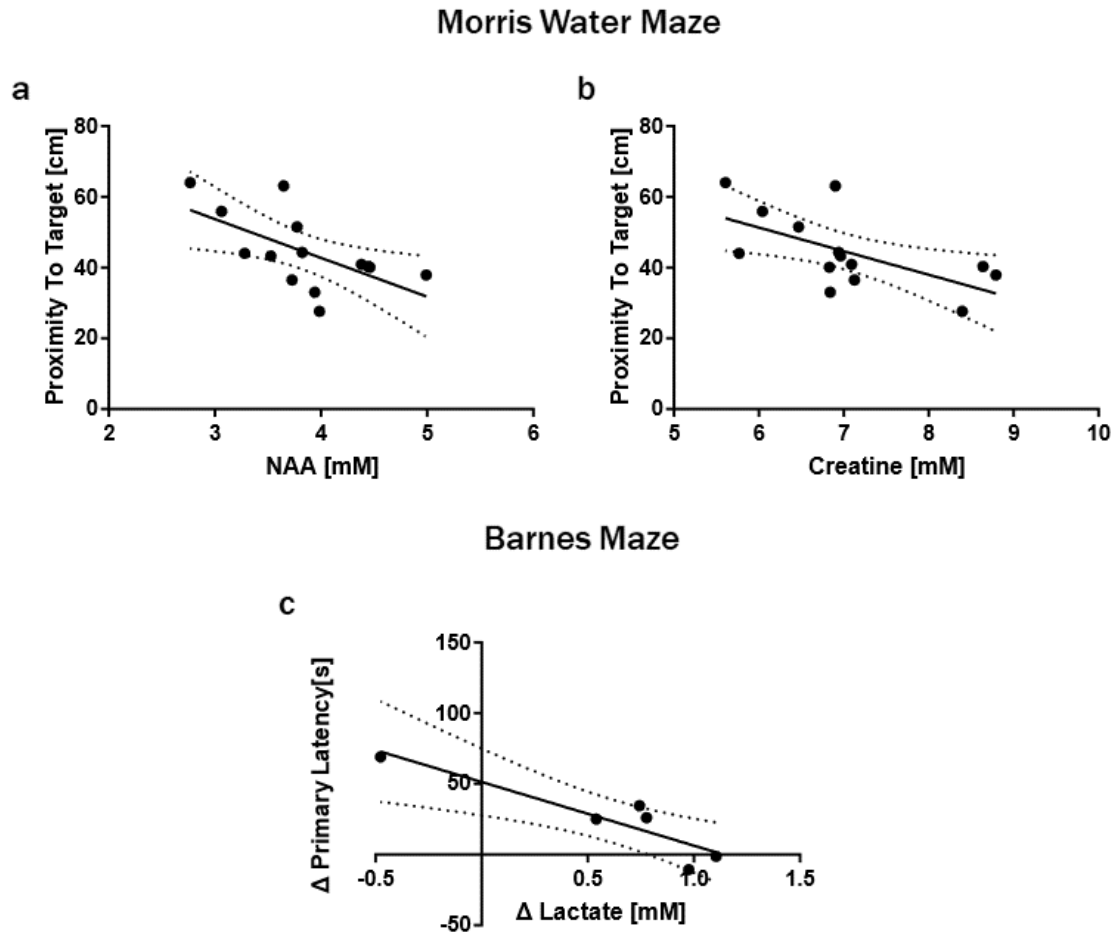 Morris Water Maze
a
b
Proximity To Target [cm]
80
60
40
20
0
2 3 4 5 6
NAA [mM]
Proximity To Target [cm]
80
60
40
20
0
5 6 7 8 9 10
Creatine [mM]
Barnes Maze
c
Δ Primary Latency[s]
150
100
50
-50
-0.5 0.5 1.0 1.5
Δ Lactate [mM]